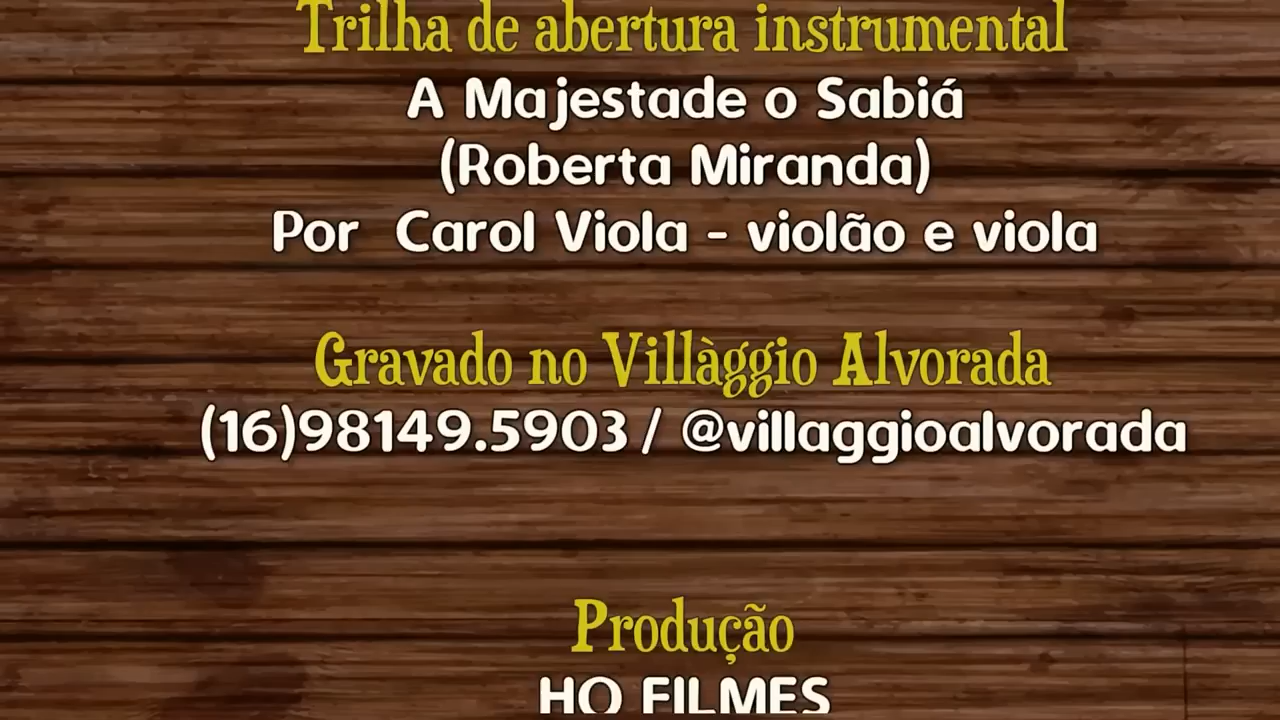 Trilha de abertura instrumental
A Majestade o Sabiá
(Roberta Miranda)
Por Carol Viola - violão e viola
Gravado no Villàggio Alvorada
(16)98149.5903 / @villaggioalvorada
Produção
HO FILMES